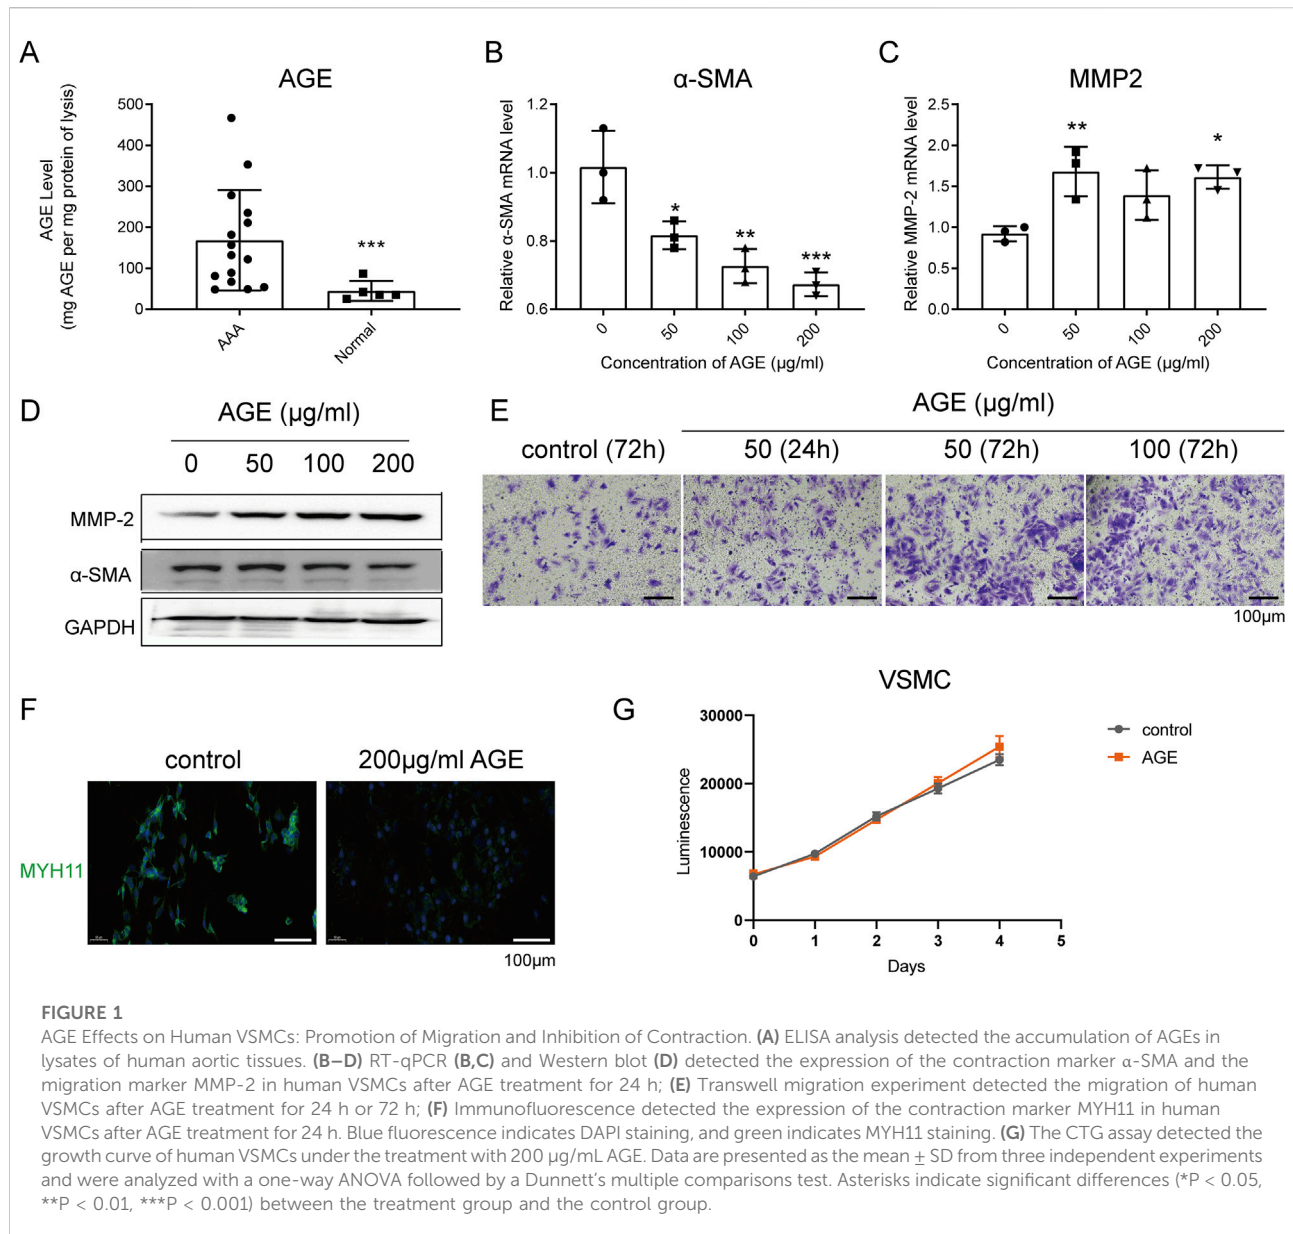 A
AGE
AGE Level
(mg AGE per mg protein of lysis)
500
400
300
200
100
0
***
AAA
Normal
B
α-SMA
Relative α-SMA mRNA level
1.2
1.0
0.8
0.6
*
**
***
0
50
100
200
Concentration of AGE (µg/ml)
C
MMP2
Relative MMP-2 mRNA level
2.5
2.0
1.5
1.0
0.5
0.0
**
*
0
50
100
200
Concentration of AGE (µg/ml)
D
AGE (µg/ml)
0 50 100 200
MMP-2
α-SMA
GAPDH
E
AGE (µg/ml)
control (72h) 50 (24h) 50 (72h) 100 (72h)
100µm
F
control 200µg/ml AGE
MYH11
100µm
G
VSMC
Luminescence
30000
20000
10000
0
0 1 2 3 4 5
Days
control
AGE
FIGURE 1
AGE Effects on Human VSMCs: Promotion of Migration and Inhibition of Contraction. (A) ELISA analysis detected the accumulation of AGEs in
lysates of human aortic tissues. (B–D) RT-qPCR (B,C) and Western blot (D) detected the expression of the contraction marker α-SMA and the
migration marker MMP-2 in human VSMCs after AGE treatment for 24 h; (E) Transwell migration experiment detected the migration of human
VSMCs after AGE treatment for 24 h or 72 h; (F) Immunofluorescence detected the expression of the contraction marker MYH11 in human
VSMCs after AGE treatment for 24 h. Blue fluorescence indicates DAPI staining, and green indicates MYH11 staining. (G) The CTG assay detected the
growth curve of human VSMCs under the treatment with 200 µg/mL AGE. Data are presented as the mean ± SD from three independent experiments
and were analyzed with a one-way ANOVA followed by a Dunnett's multiple comparisons test. Asterisks indicate significant differences (*P < 0.05,
**P < 0.01, ***P < 0.001) between the treatment group and the control group.